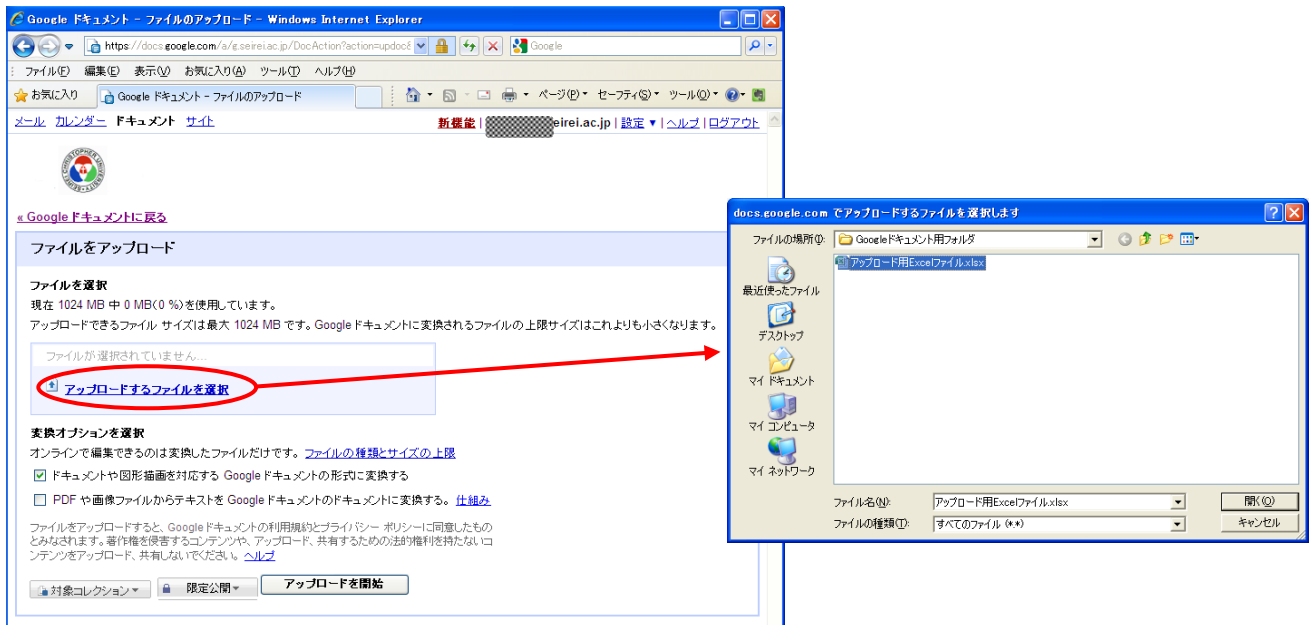 Google ドキュメント - ファイルのアップロード - Windows Internet Explorer
https://docs.google.com/a/g.seirei.ac.jp/DocAction?action=updoc&
Google
ファイル(F) 編集(E) 表示(V) お気に入り(A) ツール(T) ヘルプ(H)
お気に入り
Google ドキュメント - ファイルのアップロード
ページ(P) セーフティ(S) ツール(O)
メール カレンダー ドキュメント サイト
新機能 | eirei.ac.jp | 設定 ▼ | ヘルプ | ログアウト
« Google ドキュメントに戻る
ファイルをアップロード
ファイルを選択
現在 1024 MB 中 0 MB(0 %)を使用しています。
アップロードできるファイル サイズは最大 1024 MB です。Google ドキュメントに変換されるファイルの上限サイズはこれよりも小さくなります。
ファイルが選択されていません...
アップロードするファイルを選択
変換オプションを選択
オンラインで編集できるのは変換したファイルだけです。 ファイルの種類とサイズの上限
ドキュメントや図形描画を対応する Google ドキュメントの形式に変換する
PDF や画像ファイルからテキストを Google ドキュメントのドキュメントに変換する。 仕組み
ファイルをアップロードすると、Google ドキュメントの利用規約とプライバシー ポリシーに同意したもの
とみなされます。著作権を侵害するコンテンツや、アップロード、共有するための法的権利を持たないコ
ンテンツをアップロード、共有しないでください。 ヘルプ
対象コレクション 限定公開 アップロードを開始
docs.google.com でアップロードするファイルを選択します
ファイルの場所(I):
Googleドキュメント用フォルダ
アップロード用Excelファイル.xlsx
最近使ったファイル
デスクトップ
マイ ドキュメント
マイ コンピュータ
マイ ネットワーク
ファイル名(N): アップロード用Excelファイル.xlsx 開く(O)
ファイルの種類(T): すべてのファイル (*.*) キャンセル